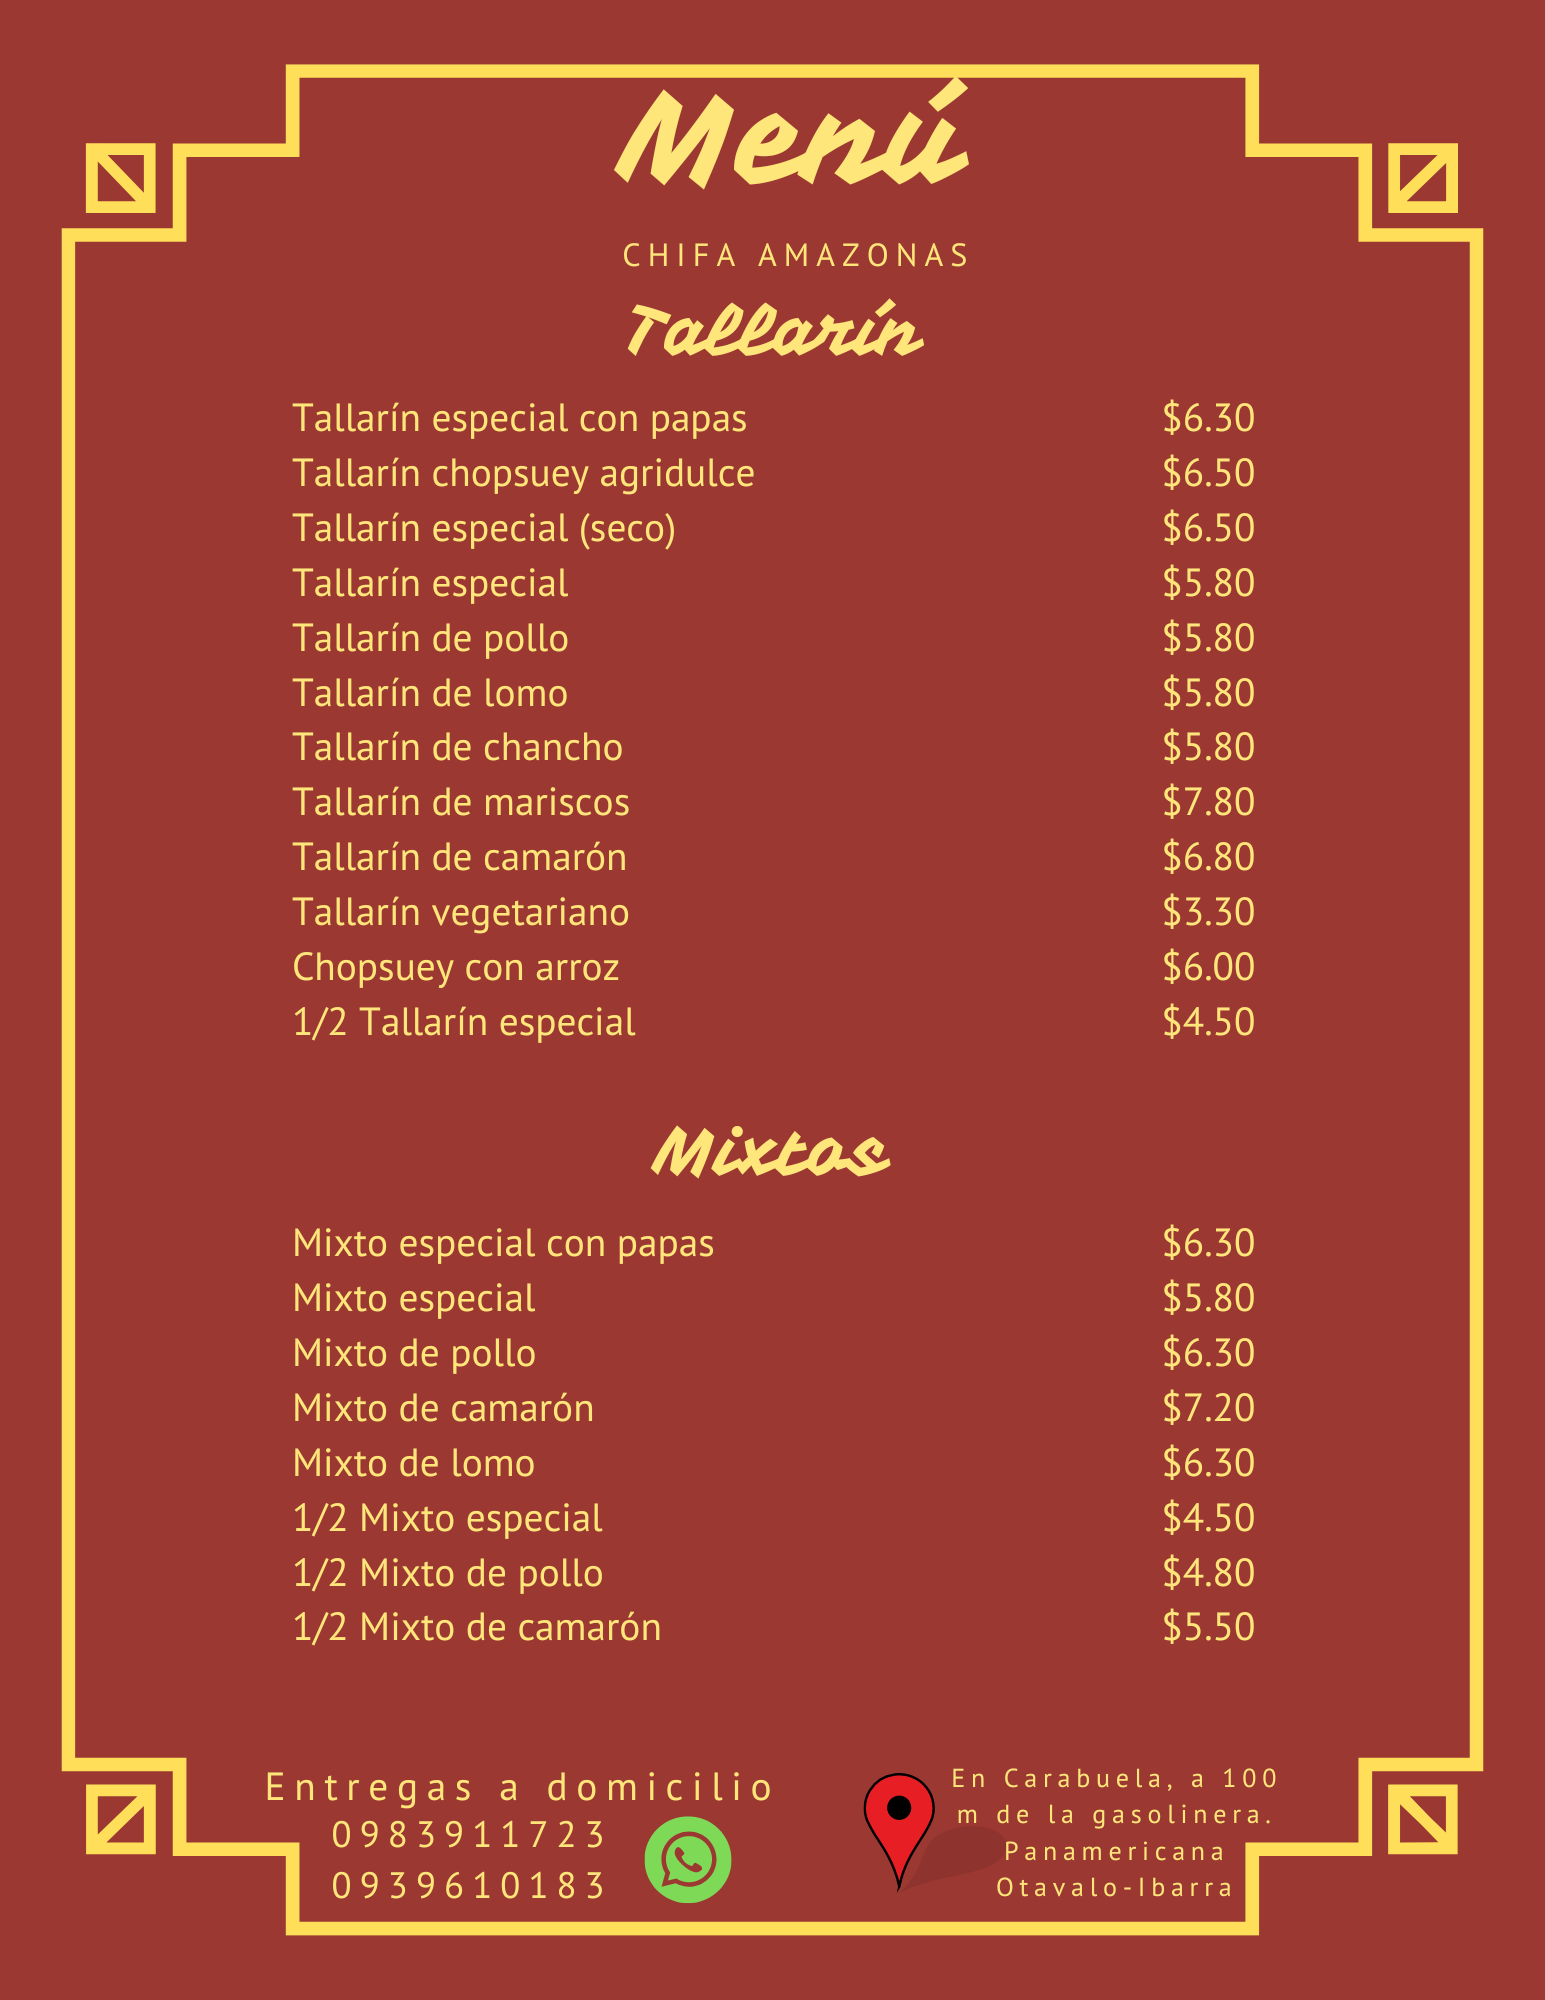 Menú
CHIFA AMAZONAS
Tallarín
Tallarín especial con papas $6.30
Tallarín chopsuey agridulce $6.50
Tallarín especial (seco) $6.50
Tallarín especial $5.80
Tallarín de pollo $5.80
Tallarín de lomo $5.80
Tallarín de chancho $5.80
Tallarín de mariscos $7.80
Tallarín de camarón $6.80
Tallarín vegetariano $3.30
Chopsuey con arroz $6.00
1/2 Tallarín especial $4.50
Mixtos
Mixto especial con papas $6.30
Mixto especial $5.80
Mixto de pollo $6.30
Mixto de camarón $7.20
Mixto de lomo $6.30
1/2 Mixto especial $4.50
1/2 Mixto de pollo $4.80
1/2 Mixto de camarón $5.50
Entregas a domicilio
0983911723
0939610183
En Carabuela, a 100
m de la gasolinera.
Panamericana
Otavalo-Ibarra